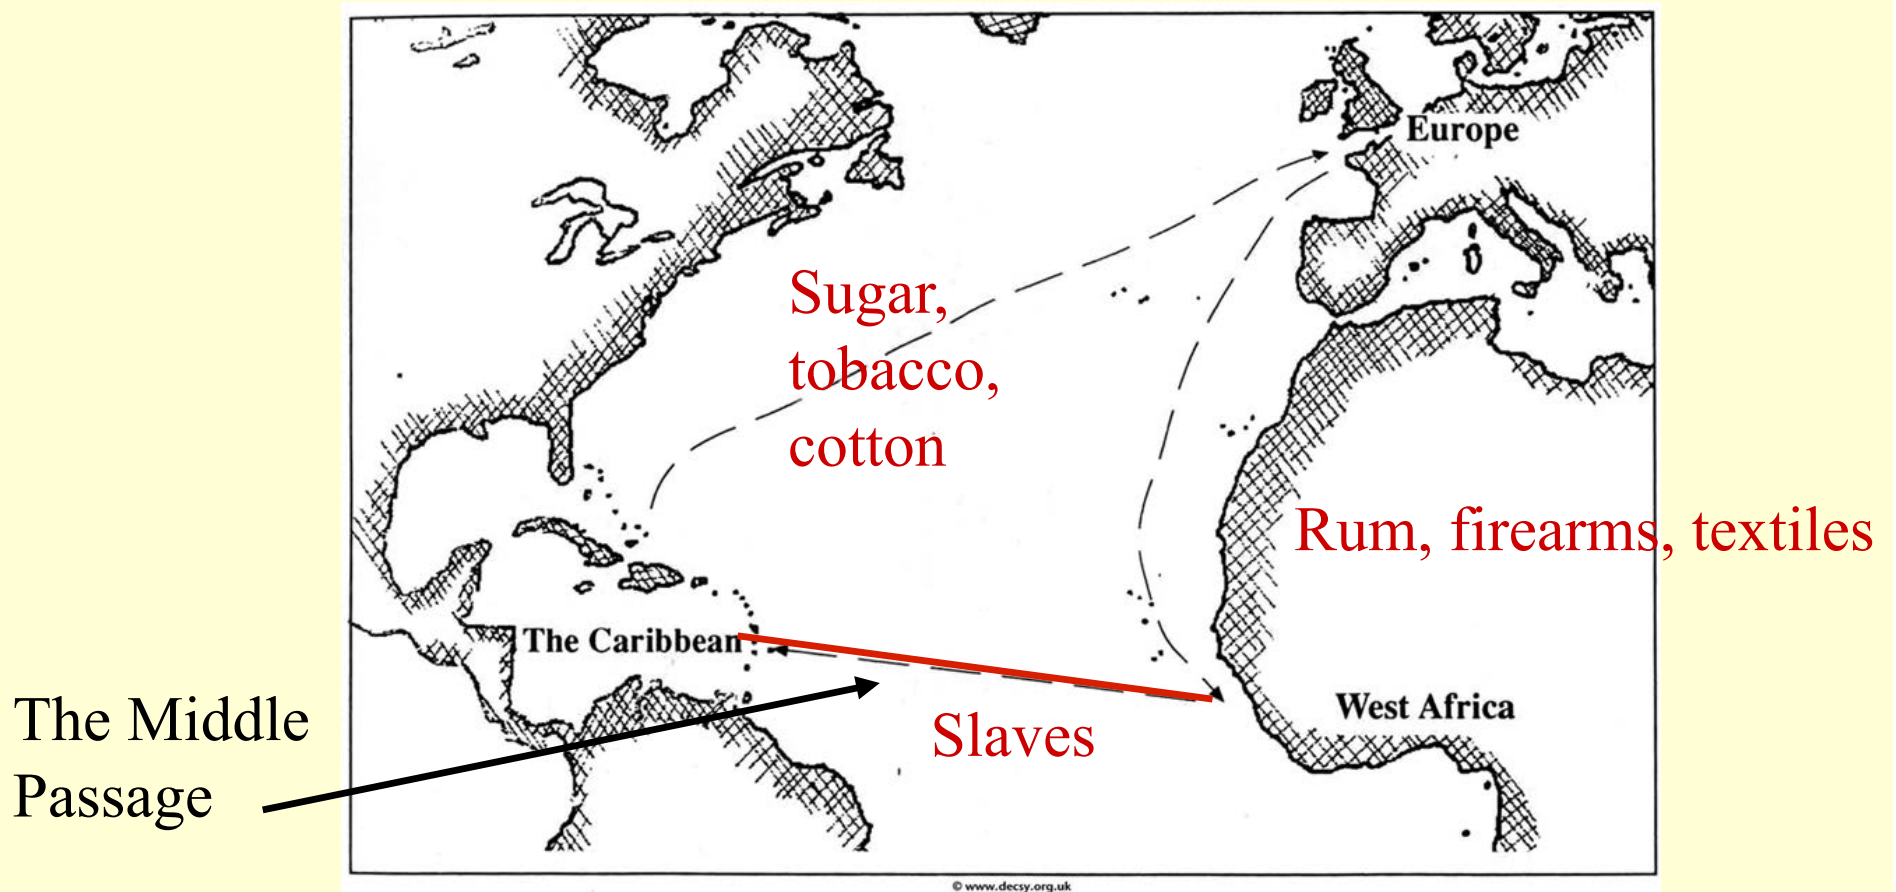 Europe
Sugar,
tobacco,
cotton
Rum, firearms, textiles
The Caribbean
West Africa
The Middle
Passage
Slaves
© www.decsy.org.uk